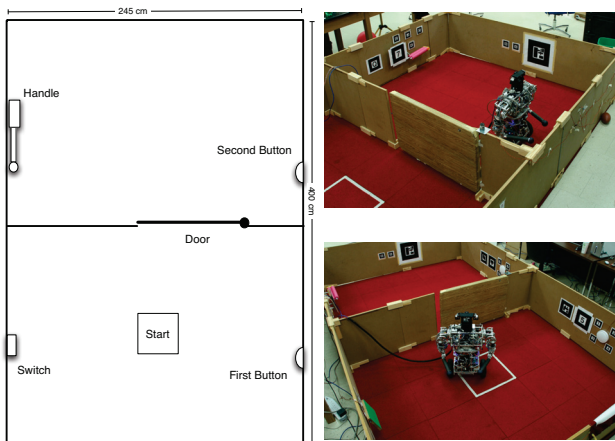 245 cm
Handle
Second Button
400 cm
Door
Start
Switch
First Button